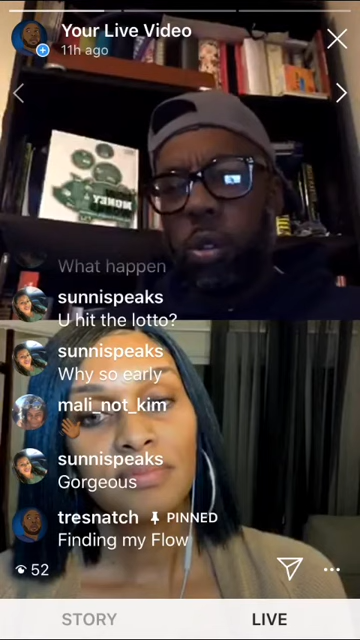 Your Live Video
11h ago
MONEY
What happen
sunnispeaks
U hit the lotto?
sunnispeaks
Why so early
mali_not_kim
sunnispeaks
Gorgeous
tresnatch PINNED
Finding my Flow
52
STORY
LIVE